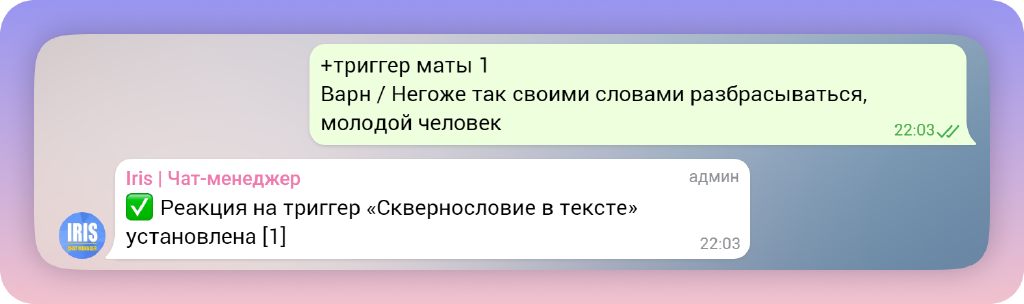 +триггер маты 1
Варн / Негоже так своими словами разбрасываться,
молодой человек
22:03
Iris | Чат-менеджер
админ
✅ Реакция на триггер «Сквернословие в тексте»
установлена [1]
22:03
IRIS
CHAT MANAGER